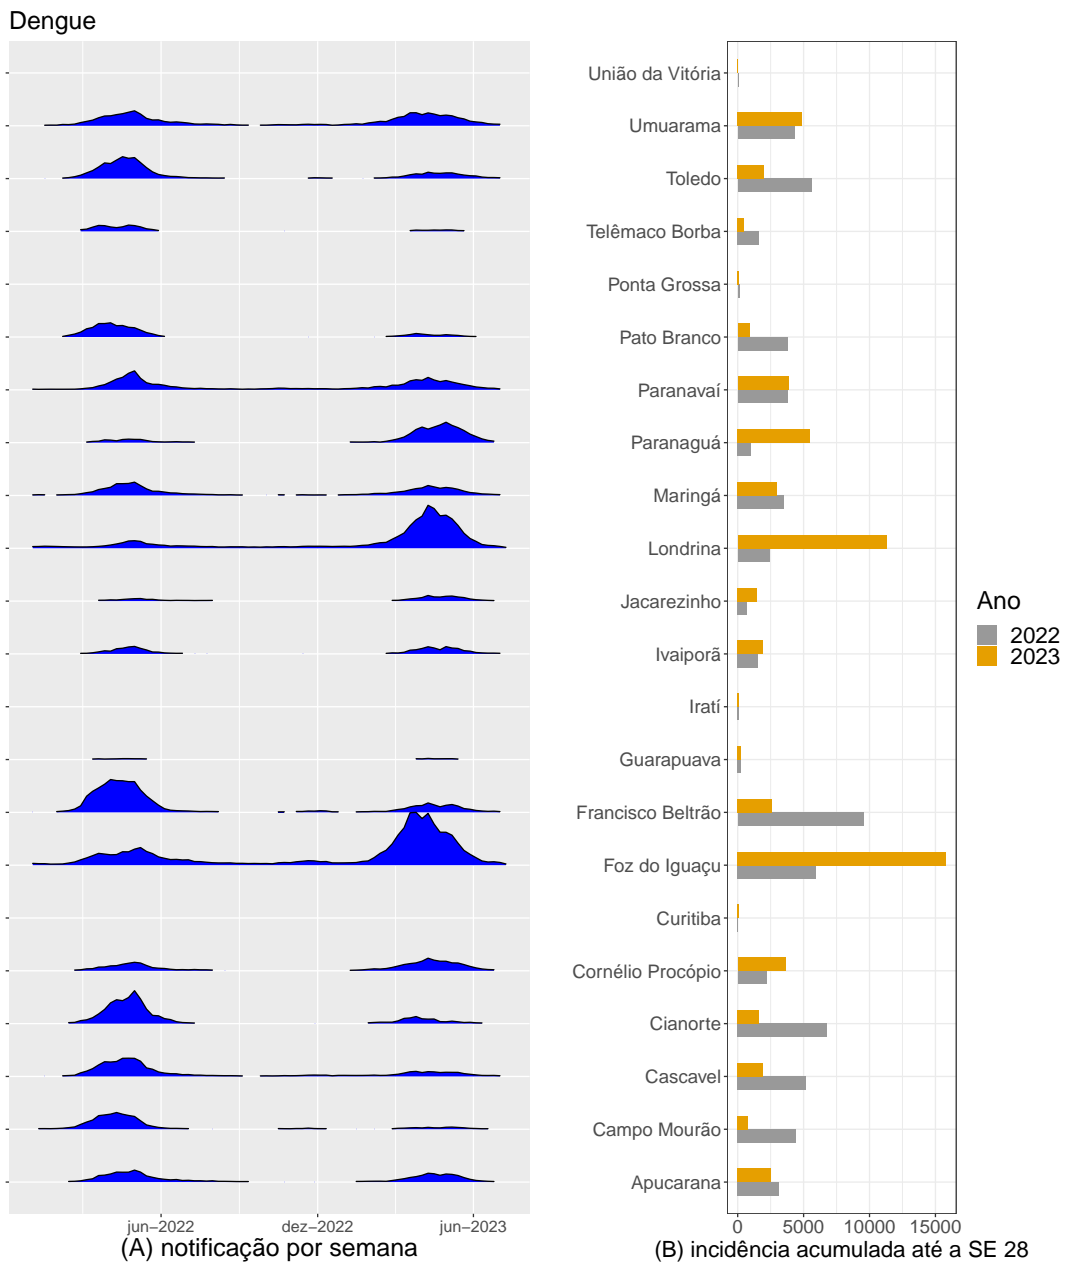 Dengue
União da Vitória
Umuarama
Toledo
Telêmaco Borba
Ponta Grossa
Pato Branco
Paranavaí
Paranaguá
Maringá
Londrina
Jacarezinho
Ivaiporã
Iratí
Guarapuava
Francisco Beltrão
Foz do Iguaçu
Curitiba
Cornélio Procópio
Cianorte
Cascavel
Campo Mourão
Apucarana
Ano
2022
2023
jun−2022 dez−2022 jun−2023
(A) notificação por semana
0 5000 10000 15000
(B) incidência acumulada até a SE 28